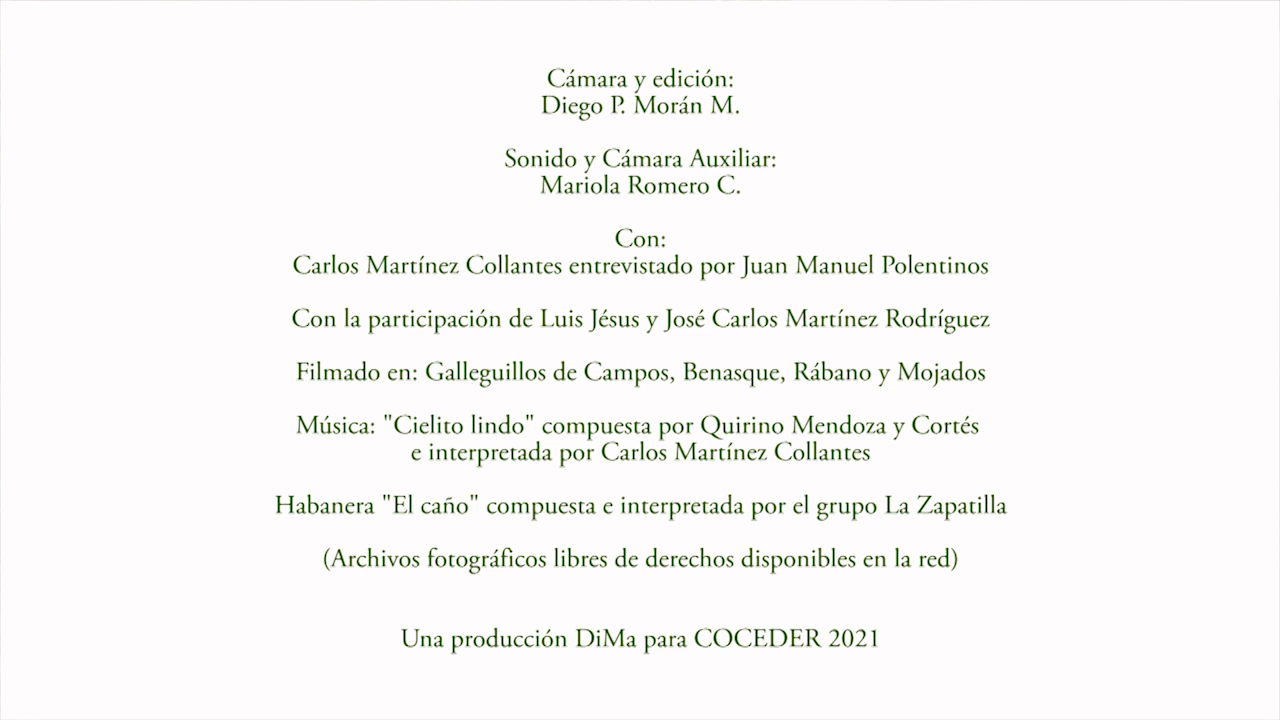 Cámara y edición:
Diego P. Morán M.
Sonido y Cámara Auxiliar:
Mariola Romero C.
Con:
Carlos Martínez Collantes entrevistado por Juan Manuel Polentinos
Con la participación de Luis Jésus y José Carlos Martínez Rodríguez
Filmado en: Galleguillos de Campos, Benasque, Rábano y Mojados
Música: "Cielito lindo" compuesta por Quirino Mendoza y Cortés
e interpretada por Carlos Martínez Collantes
Habanera "El caño" compuesta e interpretada por el grupo La Zapatilla
(Archivos fotográficos libres de derechos disponibles en la red)
Una producción DiMa para COCEDER 2021